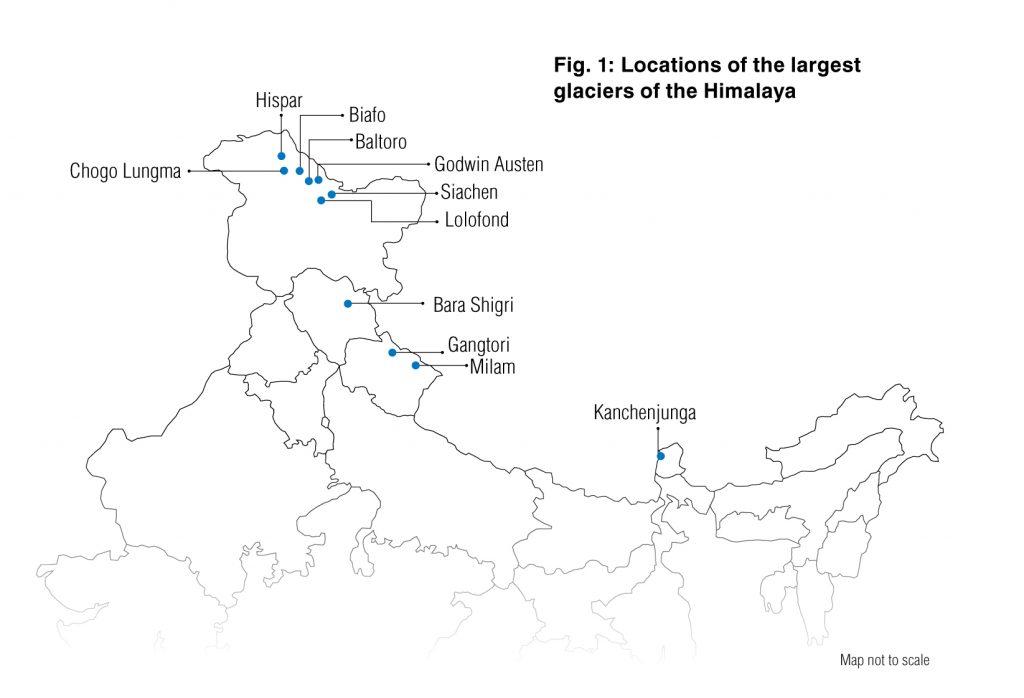 Fig. 1: Locations of the largest
glaciers of the Himalaya
Hispar
Biafo
Baltoro
Godwin Austen
Chogo Lungma
Siachen
Lolofond
Bara Shigri
Gangtori
Milam
Kanchenjunga
Map not to scale